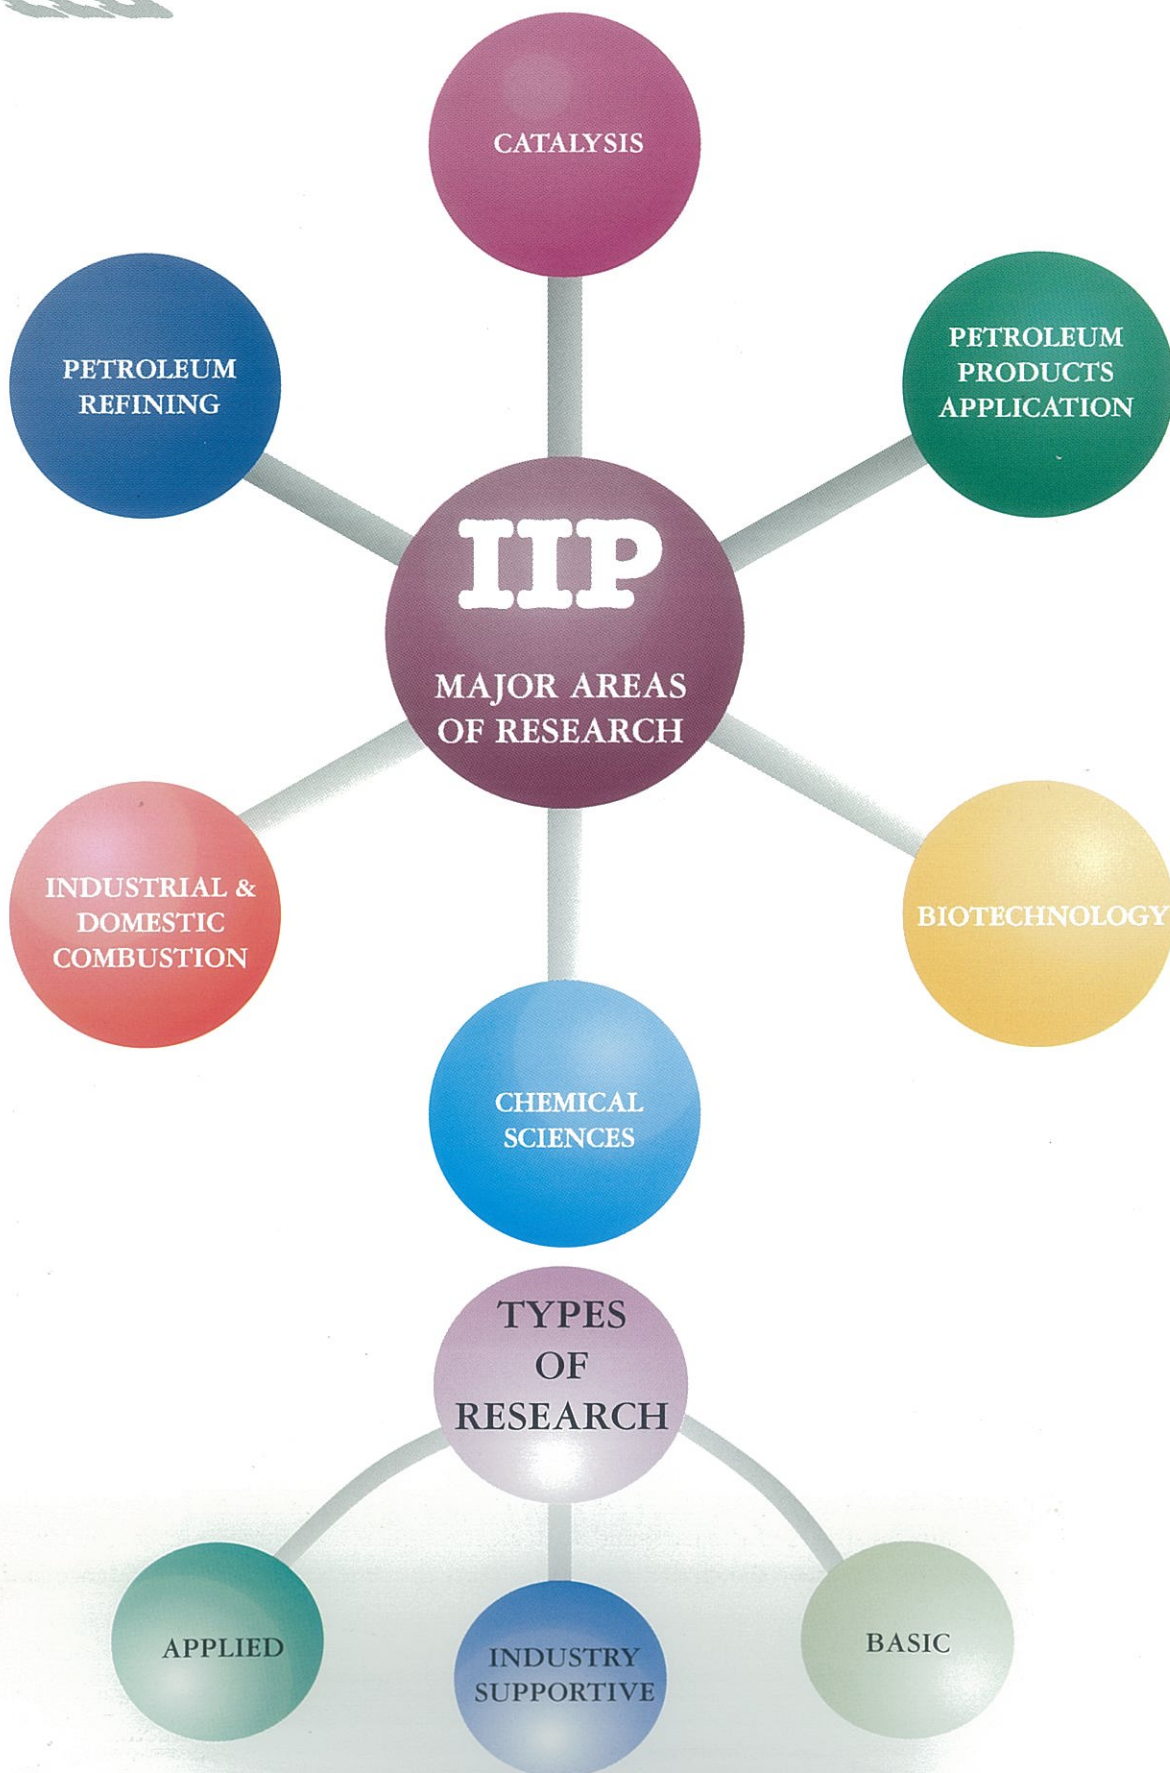 CATALYSIS
PETROLEUM
REFINING
PETROLEUM
PRODUCTS
APPLICATION
IIP
MAJOR AREAS
OF RESEARCH
INDUSTRIAL &
DOMESTIC
COMBUSTION
BIOTECHNOLOGY
CHEMICAL
SCIENCES
TYPES
OF
RESEARCH
APPLIED
INDUSTRY
SUPPORTIVE
BASIC